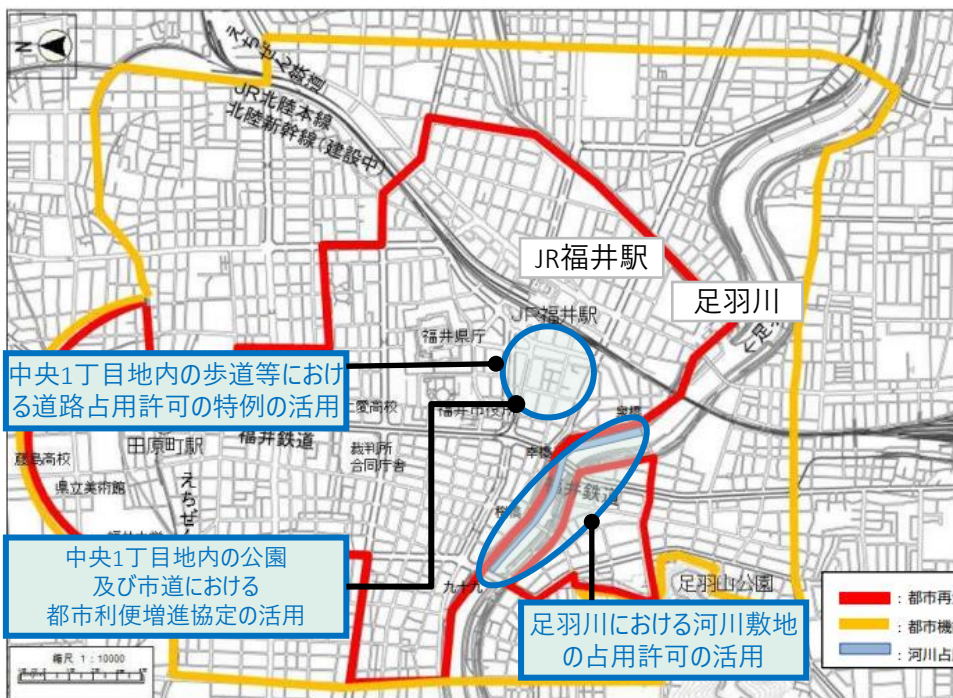 N
えちぜん鉄道
JR北陸本線
北陸新幹線(建設中)
JR福井駅
足羽川
JR福井駅
福井県庁
中央1丁目地内の歩道等におけ
る道路占用許可の特例の活用
仁愛高校
福井市役所
幸橋
田原町駅
福井鉄道
裁判所
合同庁舎
藤島高校
県立美術館
福井鉄道
桜橋
九十九
中央1丁目地内の公園
及び市道における
都市利便増進協定の活用
足羽山公園
足羽川における河川敷地
の占用許可の活用
:都市再
:都市機
:河川占
縮尺 1:10000